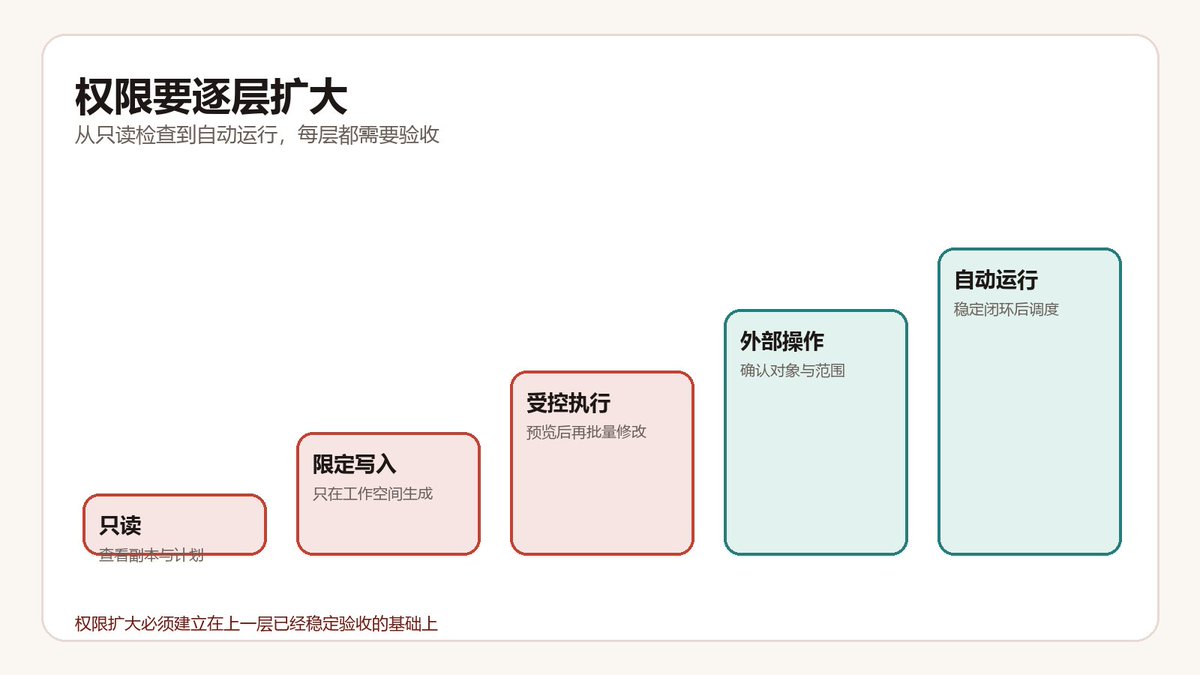 权限要逐层扩大
从只读检查到自动运行，每层都需要验收
只读
查看副本与计划
限定写入
只在工作空间生成
受控执行
预览后再批量修改
外部操作
确认对象与范围
自动运行
稳定闭环后调度
权限扩大必须建立在上一层已经稳定验收的基础上